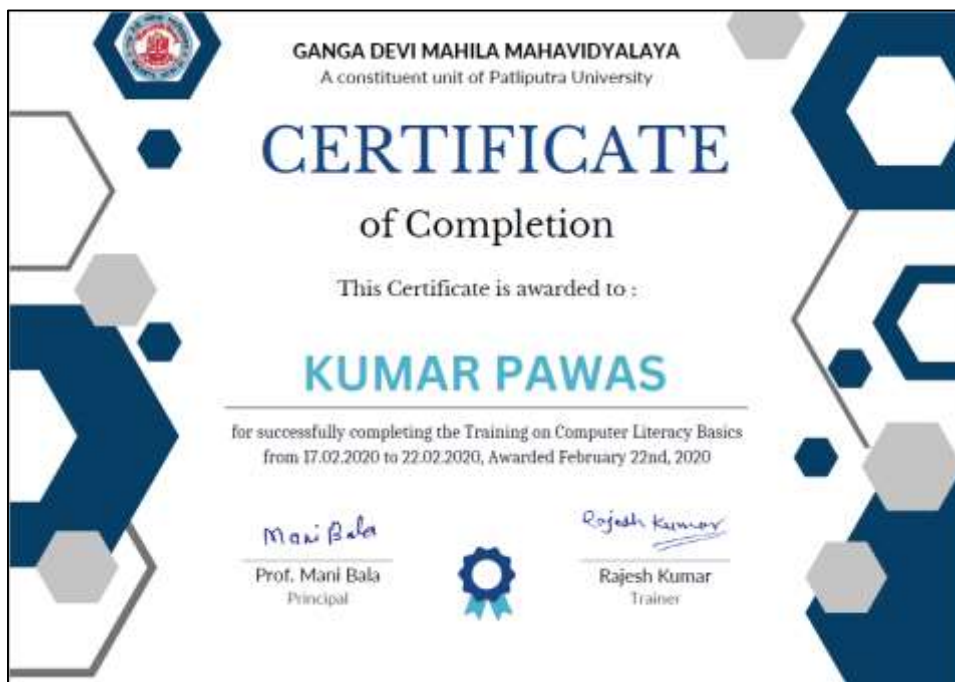 GANGA DEVI MAHILA MAHAVIDYALAYA
A constituent unit of Patliputra University
CERTIFICATE
of Completion
This Certificate is awarded to :
KUMAR PAWAS
for successfully completing the Training on Computer Literacy Basics
from 17.02.2020 to 22.02.2020, Awarded February 22nd, 2020
Mani Bala
Prof. Mani Bala
Principal
Rajesh Kumar
Rajesh Kumar
Trainer